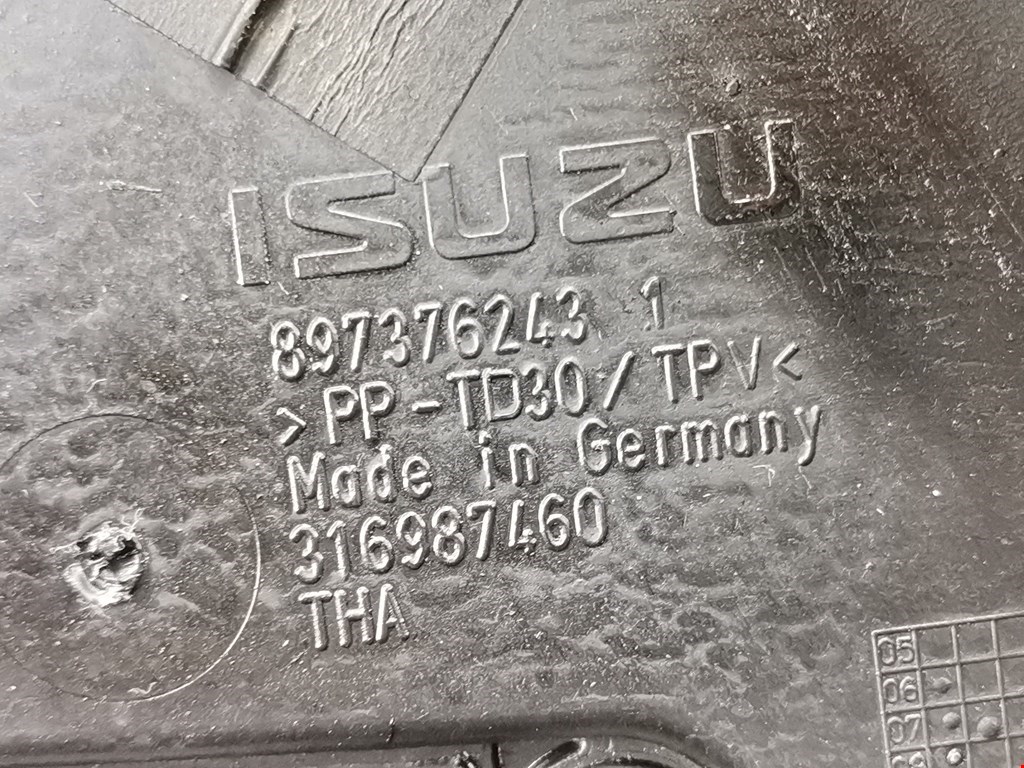 ISUZU
897376243 1
>PP-TD30/TPV<
Made in Germany
316987460
THA
05
06
07